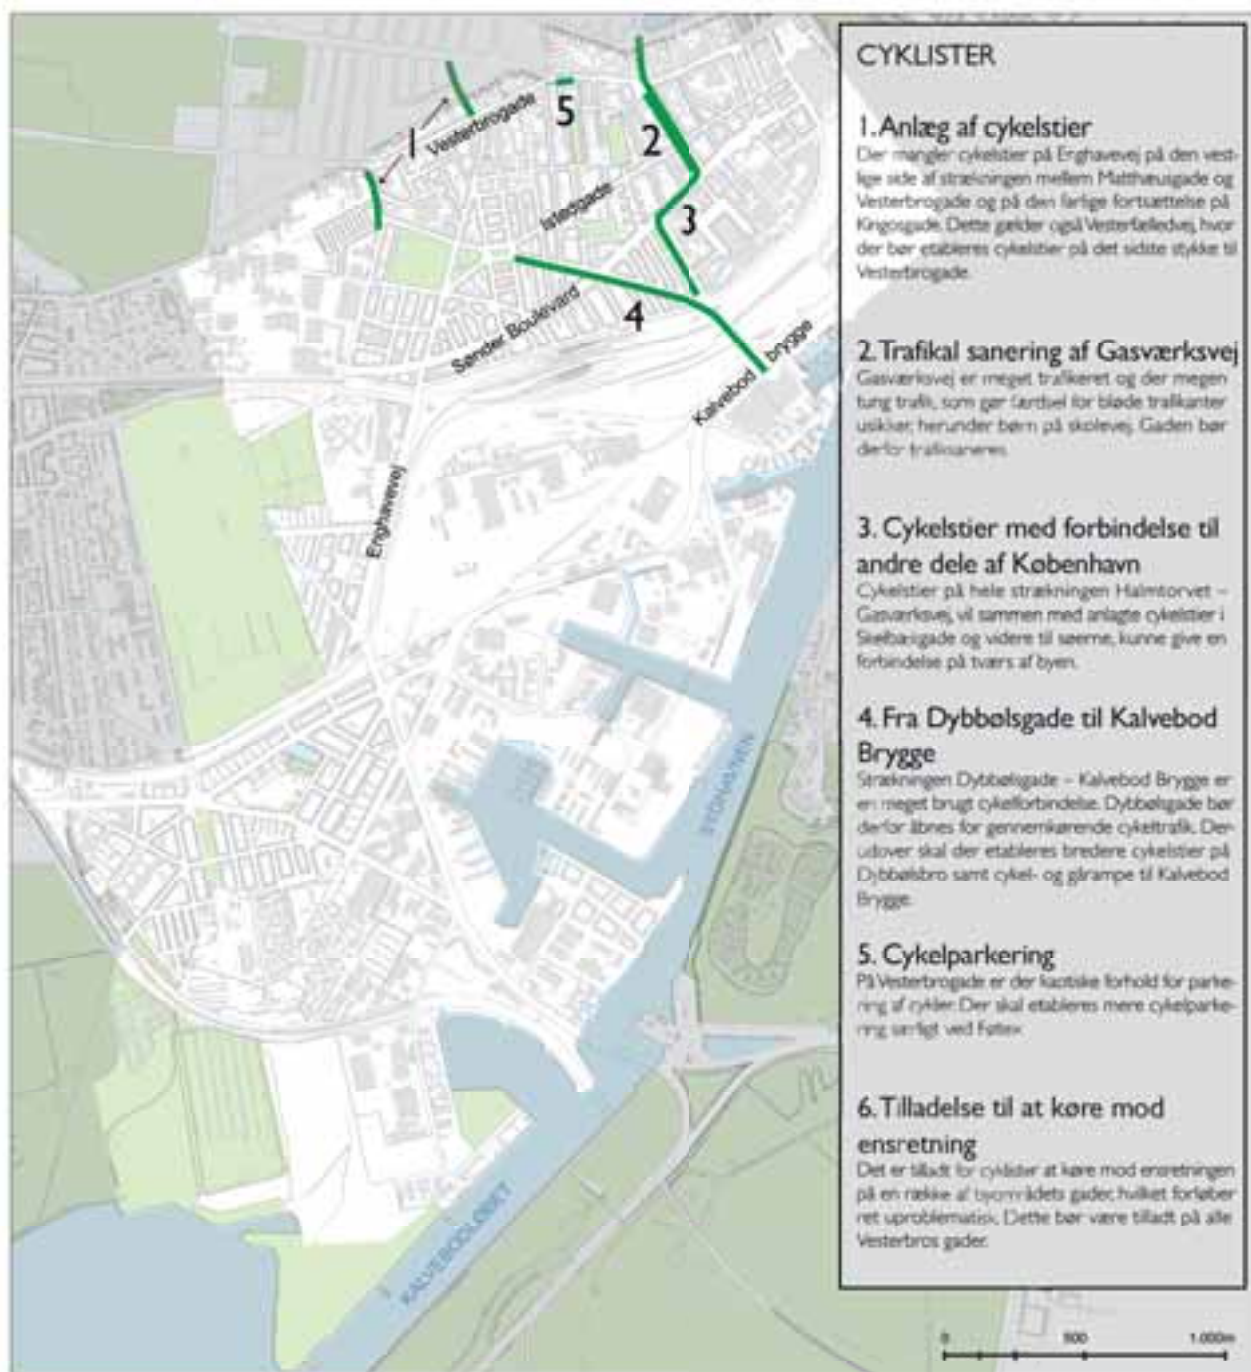 CYKLISTER
1. Anlæg af cykelstier
Der mangler cykelstier på Enghavevej på den vest-
lige side af strækningen mellem Matthæusgade og
Vesterbrogade og på den farlige fortsættelse på
Kingosgade. Dette gælder også Vesterfælledvej, hvor
der bør etableres cykelstier på det sidste stykke til
Vesterbrogade.
2. Trafikal sanering af Gasværksvej
Gasværksvej er meget trafikeret og der megen
tung trafik, som gør færdsel for bløde trafikanter
usikker, herunder børn på skolevej. Gaden bør
derfor trafiksaneres.
3. Cykelstier med forbindelse til
andre dele af København
Cykelstier på hele strækningen Halmtorvet –
Gasværksvej, vil sammen med anlagte cykelstier i
Skelbækgade og videre til søerne, kunne give en
forbindelse på tværs af byen.
4. Fra Dybbølsgade til Kalvebod
Brygge
Strækningen Dybbølsgade – Kalvebod Brygge er
en meget brugt cykelforbindelse. Dybbølsgade bør
derfor åbnes for gennemkørende cykeltrafik. Der-
udover skal der etableres bredere cykelstier på
Dybbølsbro samt cykel- og gårampe til Kalvebod
Brygge.
5. Cykelparkering
På Vesterbrogade er der kaotiske forhold for parke-
ring af cykler. Der skal etableres mere cykelparke-
ring særligt ved Føtex
6. Tilladelse til at køre mod
ensretning
Det er tilladt for cyklister at køre mod ensretningen
på en række af byområdets gader, hvilket forløber
ret uproblematisk. Dette bør være tilladt på alle
Vesterbros gader.
1
Vesterbrogade
5
2
Istedgade
3
4
Sønder Boulevard
Kalvebod brygge
Enghavevej
SYDHAVNEN
KALVEBODLØBET
0 500 1.000m